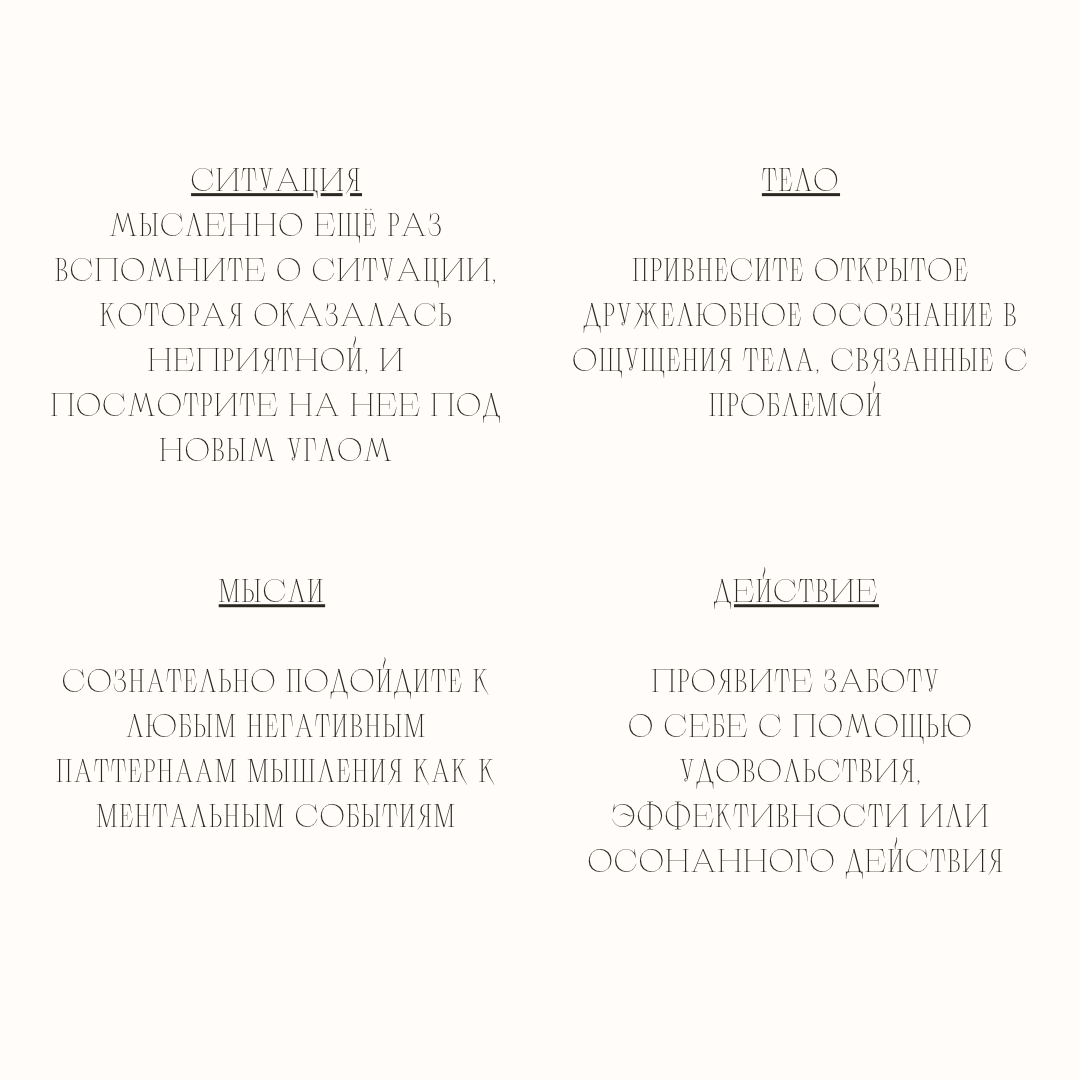 СИТУАЦИЯ
МЫСЛЕННО ЕЩЁ РАЗ
ВСПОМНИТЕ О СИТУАЦИИ,
КОТОРАЯ ОКАЗАЛАСЬ
НЕПРИЯТНОЙ, И
ПОСМОТРИТЕ НА НЕЕ ПОД
НОВЫМ УГЛОМ
ТЕЛО
ПРИВНЕСИТЕ ОТКРЫТОЕ
ДРУЖЕЛЮБНОЕ ОСОЗНАНИЕ В
ОЩУЩЕНИЯ ТЕЛА, СВЯЗАННЫЕ С
ПРОБЛЕМОЙ
МЫСЛИ
СОЗНАТЕЛЬНО ПОДОЙДИТЕ К
ЛЮБЫМ НЕГАТИВНЫМ
ПАТТЕРНААМ МЫШЛЕНИЯ КАК К
МЕНТАЛЬНЫМ СОБЫТИЯМ
ДЕЙСТВИЕ
ПРОЯВИТЕ ЗАБОТУ
О СЕБЕ С ПОМОЩЬЮ
УДОВОЛЬСТВИЯ,
ЭФФЕКТИВНОСТИ ИЛИ
ОСОНАННОГО ДЕЙСТВИЯ